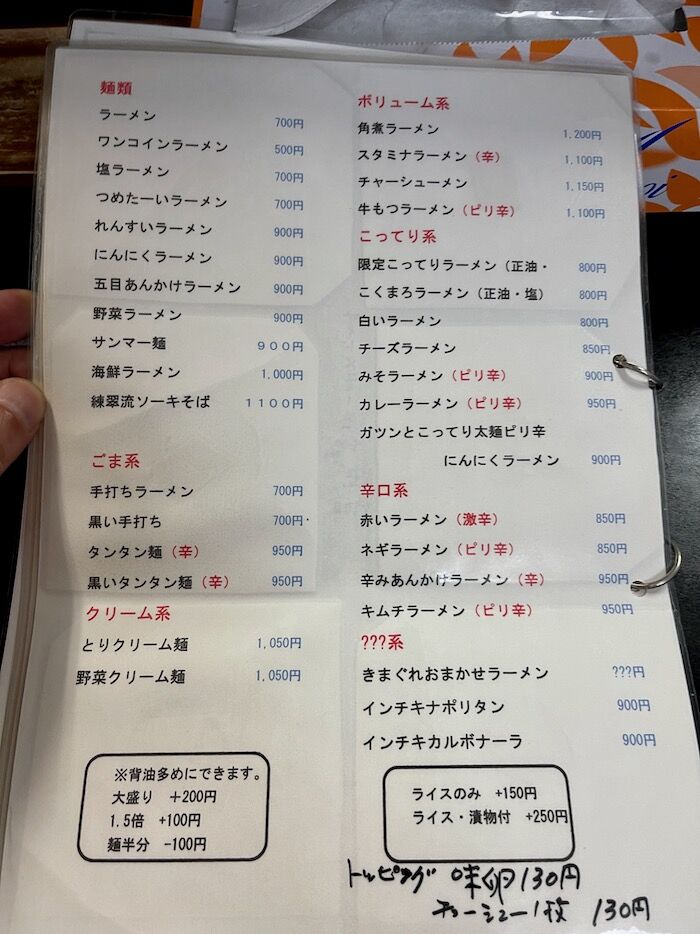 麺類
ラーメン 700円
ワンコインラーメン 500円
塩ラーメン 700円
つめたーいラーメン 700円
れんすいラーメン 900円
にんにくラーメン 900円
五目あんかけラーメン 900円
野菜ラーメン 900円
サンマー麺 ９００円
海鮮ラーメン 1,000円
練翠流ソーキそば １１００円
ごま系
手打ちラーメン 700円
黒い手打ち 700円・
タンタン麺（辛） 950円
黒いタンタン麺（辛） 950円
クリーム系
とりクリーム麺 1,050円
野菜クリーム麺 1,050円
※背油多めにできます。
大盛り ＋200円
1.5倍 +100円
麺半分 -100円
ボリューム系
角煮ラーメン 1,200円
スタミナラーメン（辛） 1,100円
チャーシューメン 1,150円
牛もつラーメン（ピリ辛） 1,100円
こってり系
限定こってりラーメン（正油・ 800円
こくまろラーメン（正油・塩） 800円
白いラーメン 800円
チーズラーメン 850円
みそラーメン（ピリ辛） 900円
カレーラーメン（ピリ辛） 950円
ガツンとこってり太麺ピリ辛
にんにくラーメン 900円
辛口系
赤いラーメン（激辛） 850円
ネギラーメン（ピリ辛） 850円
辛みあんかけラーメン（辛） 950円
キムチラーメン（ピリ辛） 950円
???系
きまぐれおまかせラーメン ???円
インチキナポリタン 900円
インチキカルボナーラ 900円
ライスのみ +150円
ライス・漬物付 +250円
トッピング 味卵130円
チャーシュー1枚 130円